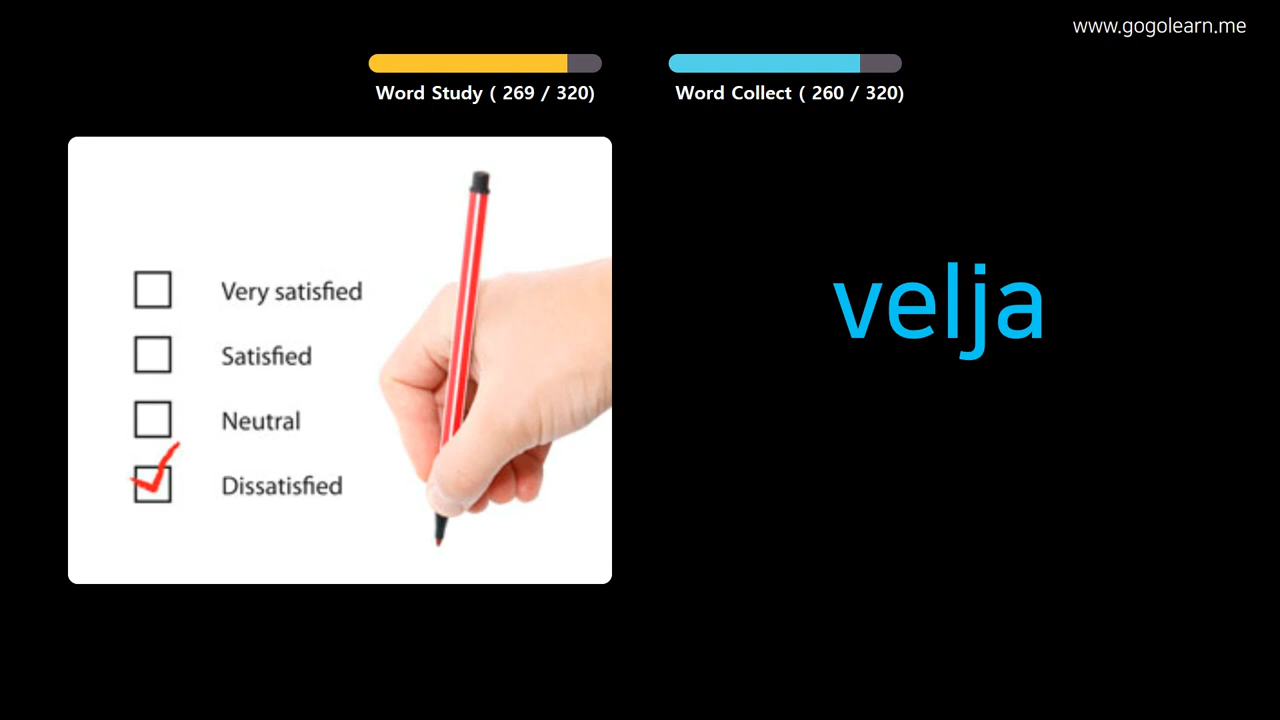 www.gogolearn.me
Word Study ( 269 / 320)
Word Collect ( 260 / 320)
Very satisfied
Satisfied
Neutral
Dissatisfied
velja